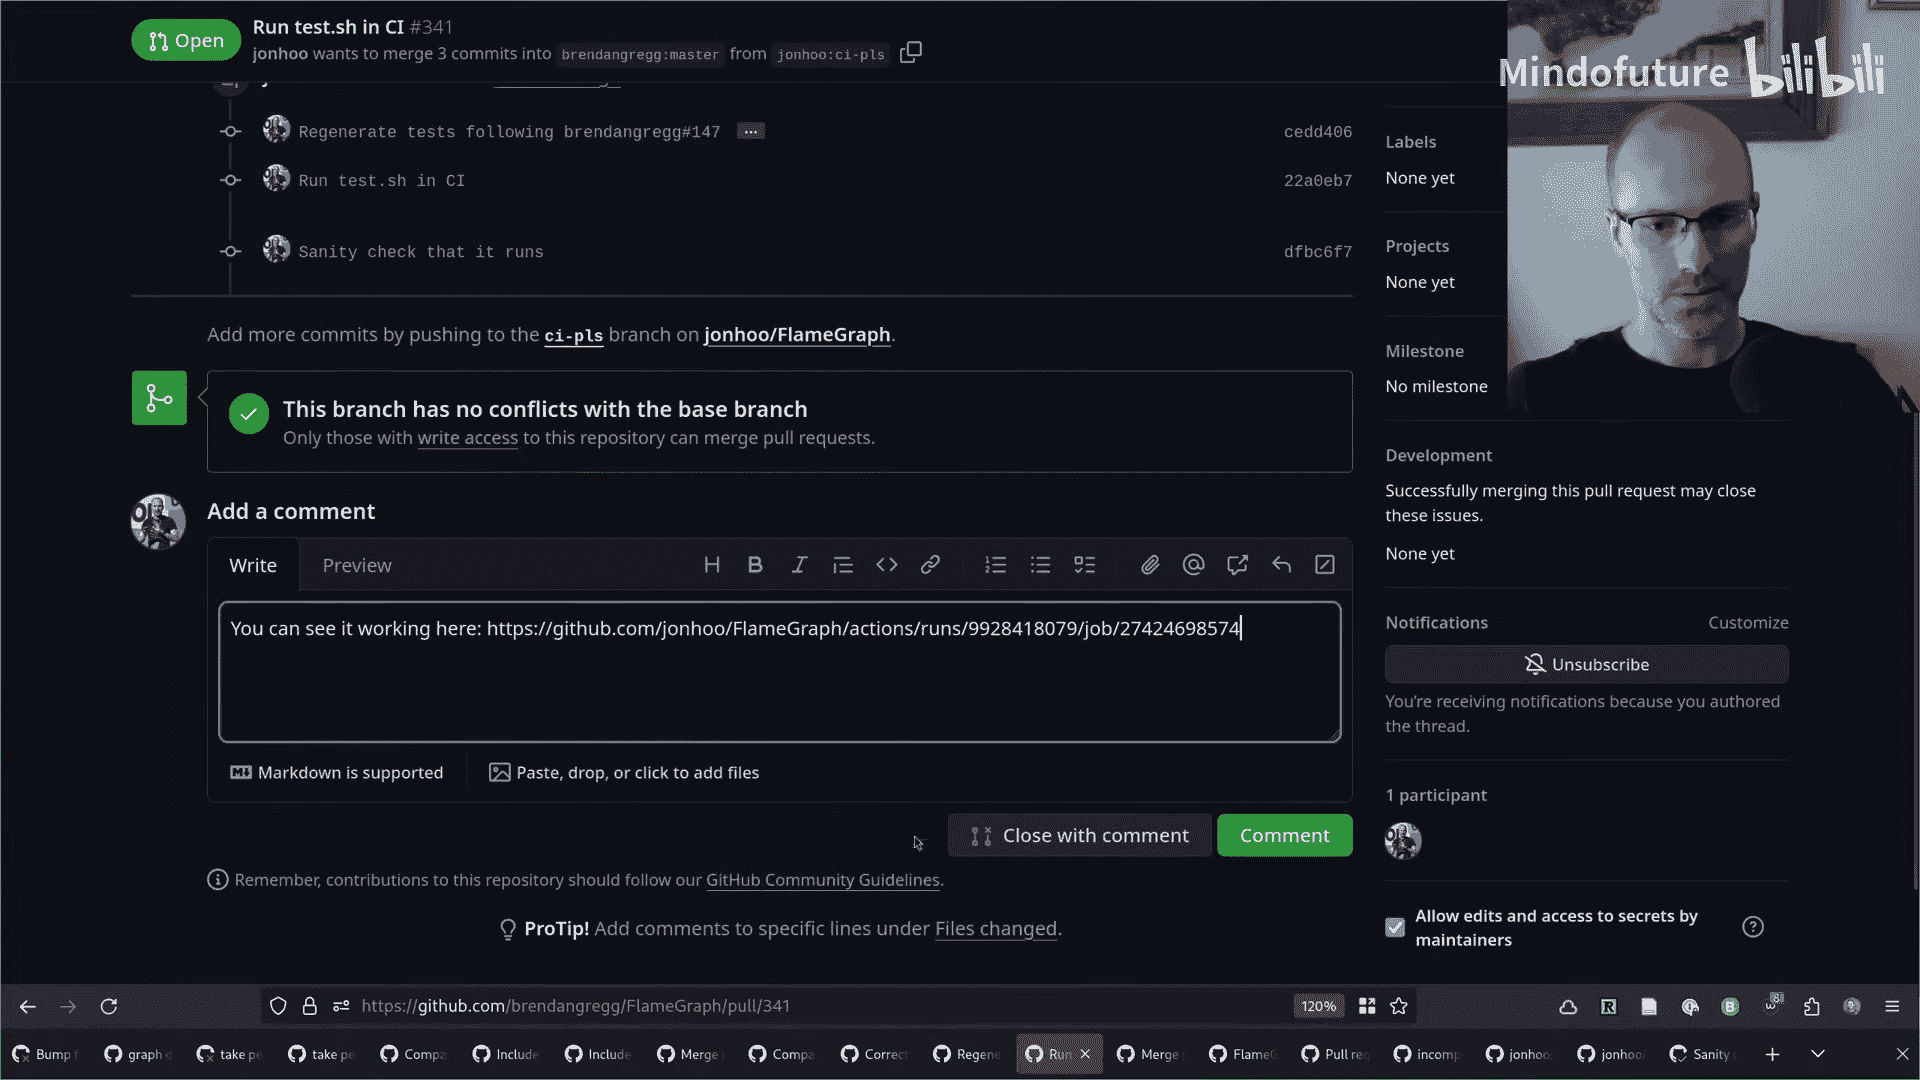 Open
Run test.sh in CI #341
jonhoo wants to merge 3 commits into brendangregg:master from jonhoo:ci-pls
Mindofuture bilibili
Regenerate tests following brendangregg#147 ...
cedd406
Run test.sh in CI
22a0eb7
Sanity check that it runs
dfbc6f7
Add more commits by pushing to the ci-pls branch on jonhoo/FlameGraph.
This branch has no conflicts with the base branch
Only those with write access to this repository can merge pull requests.
Add a comment
Write
Preview
H B I
You can see it working here: https://github.com/jonhoo/FlameGraph/actions/runs/9928418079/job/27424698574
Markdown is supported
Paste, drop, or click to add files
Close with comment
Comment
Remember, contributions to this repository should follow our GitHub Community Guidelines.
ProTip! Add comments to specific lines under Files changed.
Labels
None yet
Projects
None yet
Milestone
No milestone
Development
Successfully merging this pull request may close
these issues.
None yet
Notifications
Customize
Unsubscribe
You're receiving notifications because you authored
the thread.
1 participant
Allow edits and access to secrets by
maintainers
https://github.com/brendangregg/FlameGraph/pull/341
120%
Bump f
graph d
take pe
take pe
Compa
Include
Include
Merge
Compa
Correct
Regene
Run
Merge
FlameG
Pull req
incomp
jonhoo/
jonhoo/
Sanity c